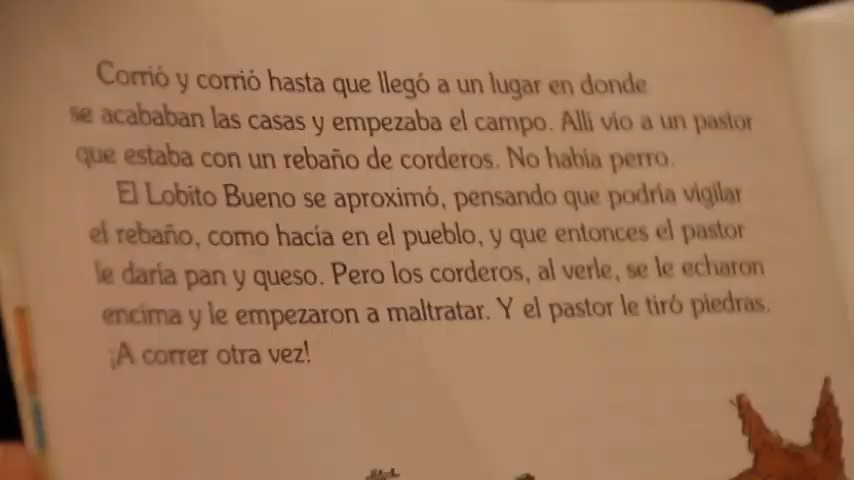 Corrió y corrió hasta que llegó a un lugar en donde
se acababan las casas y empezaba el campo. Allí vio a un pastor
que estaba con un rebaño de corderos. No había perro.
El Lobito Bueno se aproximó, pensando que podría vigilar
el rebaño, como hacía en el pueblo, y que entonces el pastor
le daría pan y queso. Pero los corderos, al verle, se le echaron
encima y le empezaron a maltratar. Y el pastor le tiró piedras.
¡A correr otra vez!